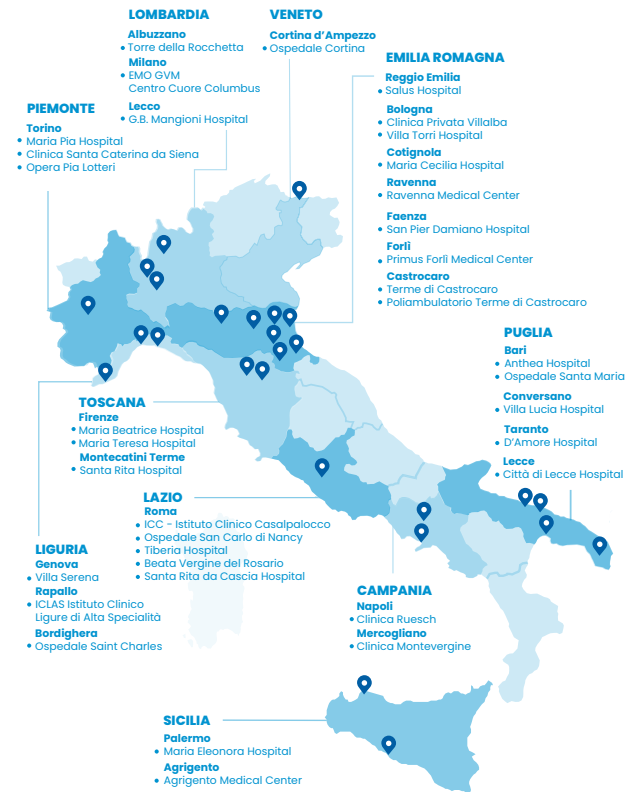 LOMBARDIA
Albuzzano
• Torre della Rocchetta
Milano
• EMO GVM
Centro Cuore Columbus
Lecco
• G.B. Mangioni Hospital
VENETO
Cortina d'Ampezzo
• Ospedale Cortina
EMILIA ROMAGNA
Reggio Emilia
• Salus Hospital
Bologna
• Clinica Privata Villalba
• Villa Torri Hospital
Cotignola
• Maria Cecilia Hospital
Ravenna
• Ravenna Medical Center
Faenza
• San Pier Damiano Hospital
Forlì
• Primus Forlì Medical Center
Castrocaro
• Terme di Castrocaro
• Poliambulatorio Terme di Castrocaro
PIEMONTE
Torino
• Maria Pia Hospital
• Clinica Santa Caterina da Siena
• Opera Pia Lotteri
PUGLIA
Bari
• Anthea Hospital
• Ospedale Santa Maria
Conversano
• Villa Lucia Hospital
Taranto
• D'Amore Hospital
Lecce
• Città di Lecce Hospital
TOSCANA
Firenze
• Maria Beatrice Hospital
• Maria Teresa Hospital
Montecatini Terme
• Santa Rita Hospital
LAZIO
Roma
• ICC - Istituto Clinico Casalpalocco
• Ospedale San Carlo di Nancy
• Tiberia Hospital
• Beata Vergine del Rosario
• Santa Rita da Cascia Hospital
LIGURIA
Genova
• Villa Serena
Rapallo
• ICLAS Istituto Clinico
Ligure di Alta Specialità
Bordighera
• Ospedale Saint Charles
CAMPANIA
Napoli
• Clinica Ruesch
Mercogliano
• Clinica Montevergine
SICILIA
Palermo
• Maria Eleonora Hospital
Agrigento
• Agrigento Medical Center